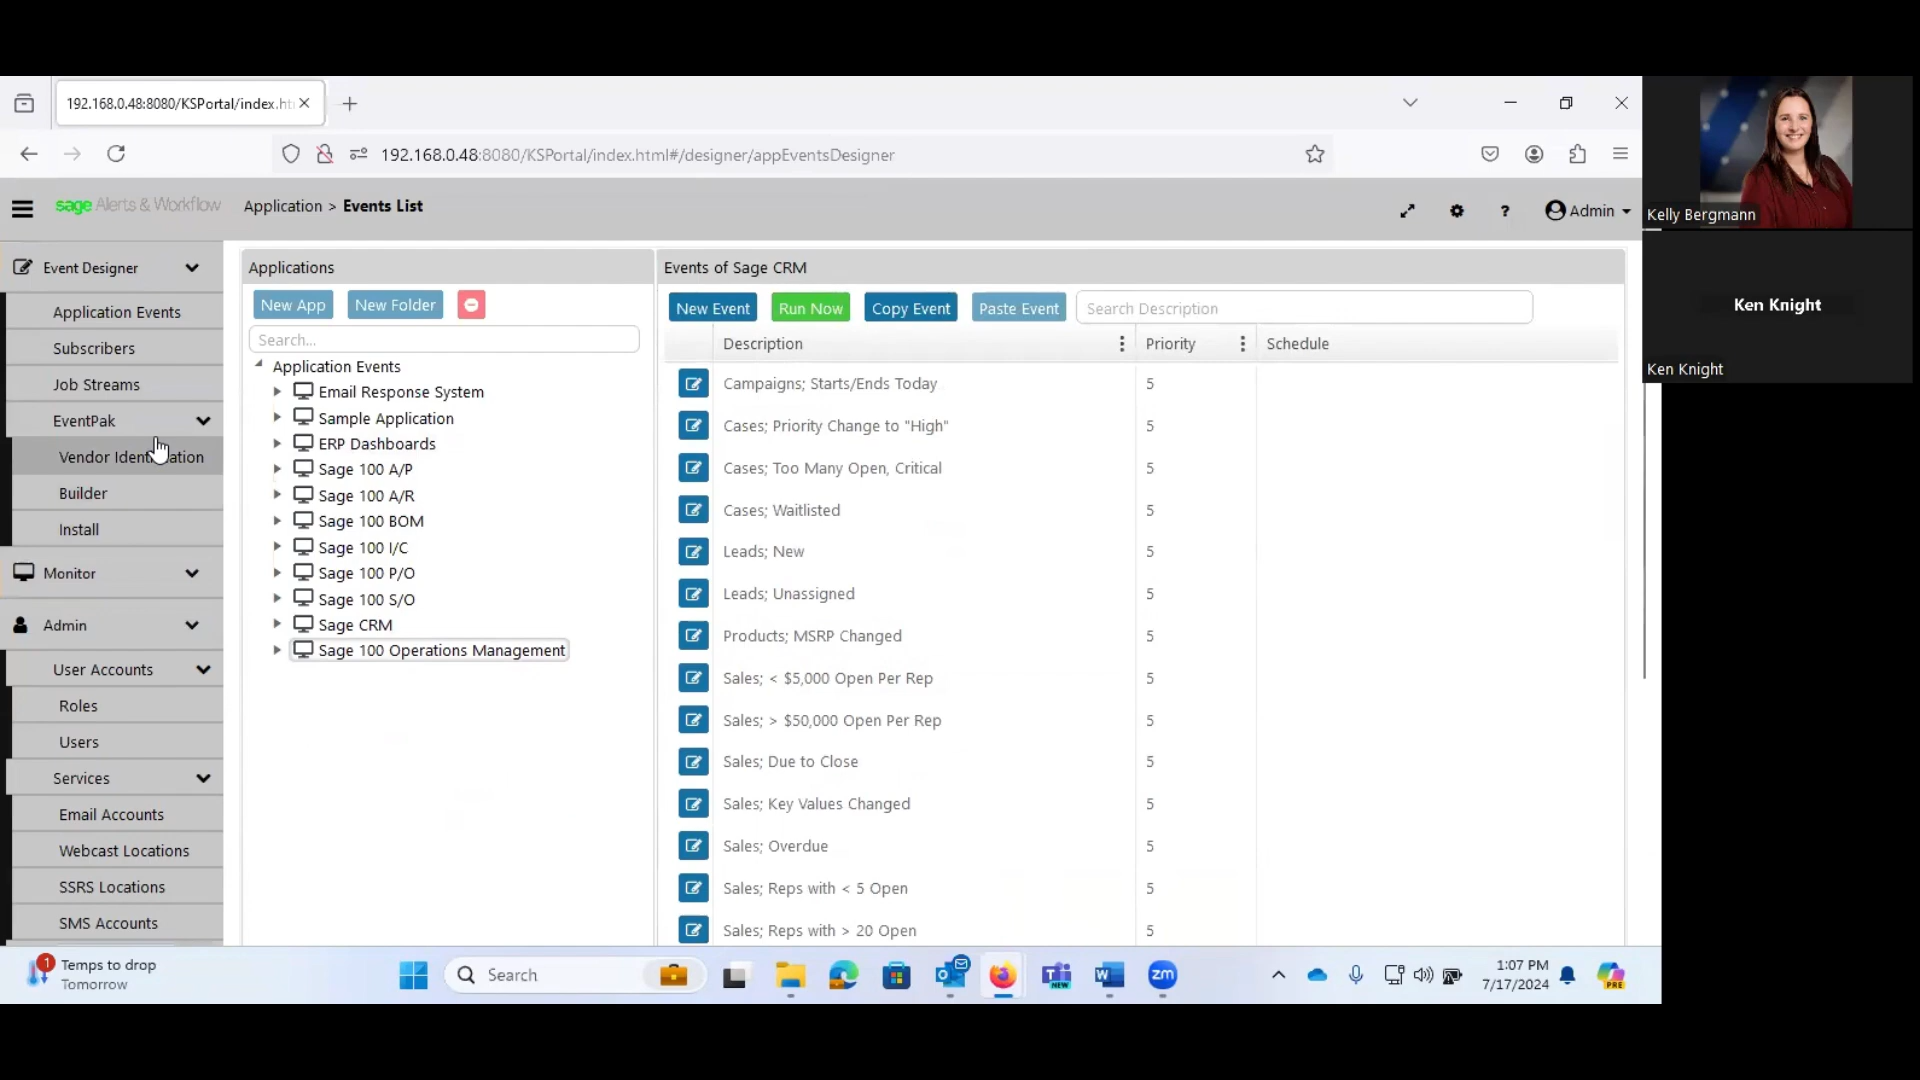 192.168.0.48:8080/KSPortal/index.ht
192.168.0.48:8080/KSPortal/index.html#/designer/appEventsDesigner
sage Alerts & Workflow
Application > Events List
? Admin
Event Designer
Application Events
Subscribers
Job Streams
EventPak
Builder
Install
Monitor
Admin
User Accounts
Roles
Users
Services
Email Accounts
Webcast Locations
SSRS Locations
SMS Accounts
Applications
New App New Folder
Search...
Application Events
Email Response System
Sample Application
ERP Dashboards
Sage 100 A/P
Sage 100 A/R
Sage 100 BOM
Sage 100 I/C
Sage 100 P/O
Sage 100 S/O
Sage CRM
Sage 100 Operations Management
Events of Sage CRM
New Event Run Now Copy Event Paste Event Search Description
Description Priority Schedule
Campaigns; Starts/Ends Today 5
Cases; Priority Change to "High" 5
Cases; Too Many Open, Critical 5
Cases; Waitlisted 5
Leads; New 5
Leads; Unassigned 5
Products; MSRP Changed 5
Sales; < $5,000 Open Per Rep 5
Sales; > $50,000 Open Per Rep 5
Sales; Due to Close 5
Sales; Key Values Changed 5
Sales; Overdue 5
Sales; Reps with < 5 Open 5
Sales; Reps with > 20 Open 5
Kelly Bergmann
Ken Knight
Ken Knight
1
Temps to drop
Tomorrow
Search
NEW
W
zm
1:07 PM
7/17/2024
PRE